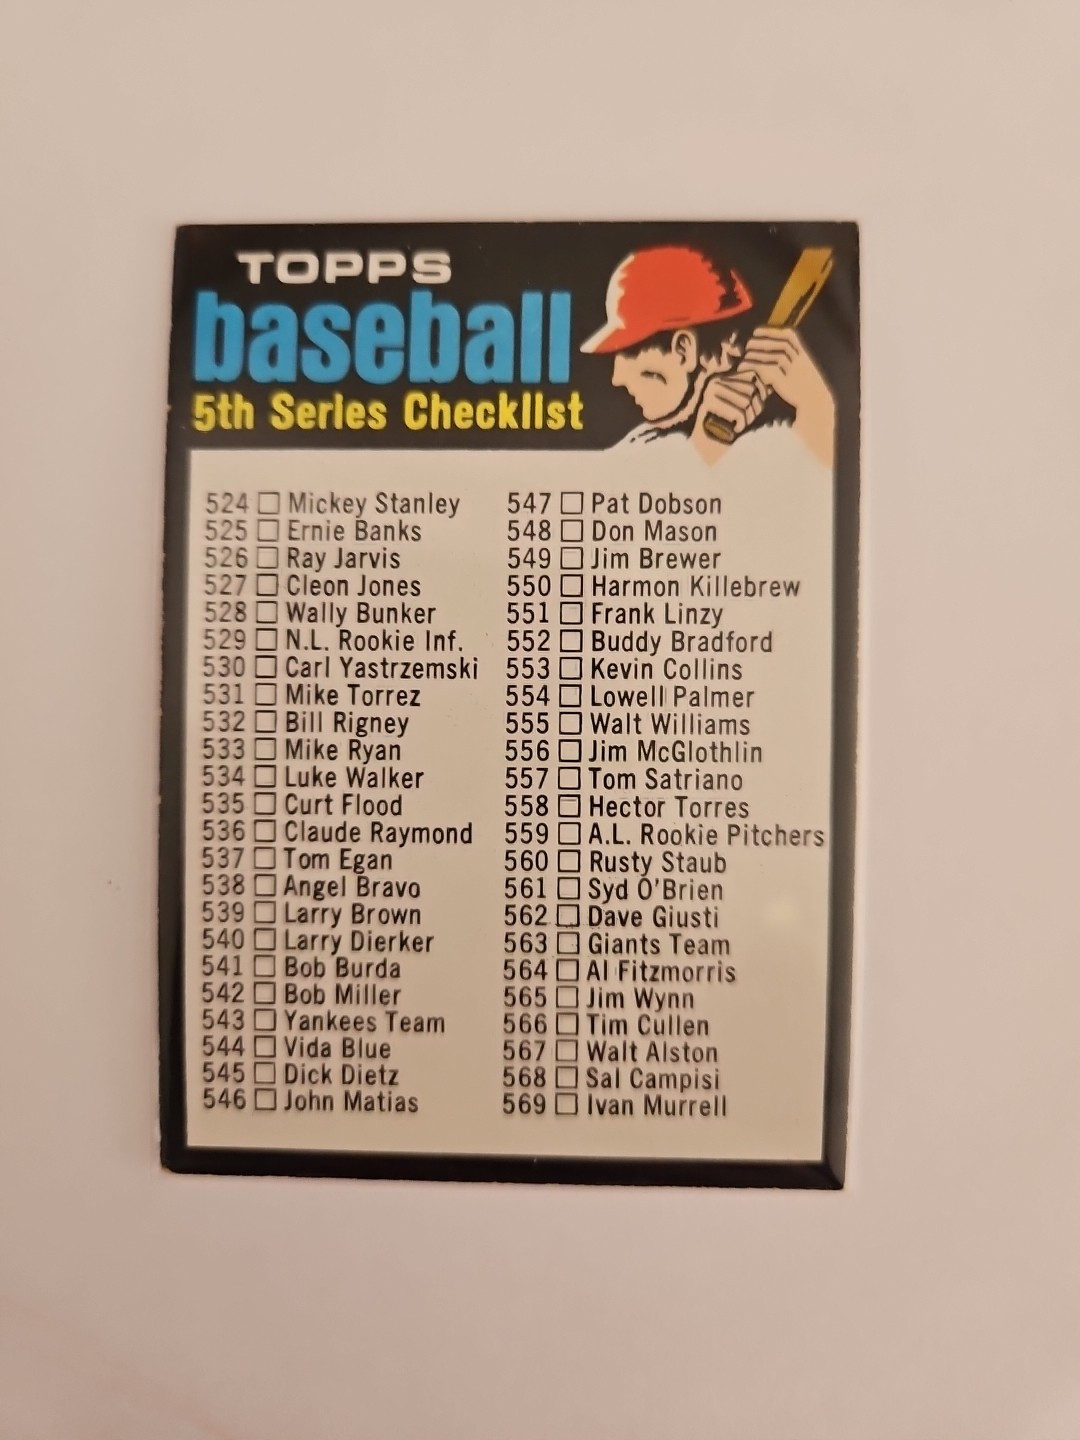 TOPPS
baseball
5th Series Checklist
524 Mickey Stanley
525 Ernie Banks
526 Ray Jarvis
527 Cleon Jones
528 Wally Bunker
529 N.L. Rookie Inf.
530 Carl Yastrzemski
531 Mike Torrez
532 Bill Rigney
533 Mike Ryan
534 Luke Walker
535 Curt Flood
536 Claude Raymond
537 Tom Egan
538 Angel Bravo
539 Larry Brown
540 Larry Dierker
541 Bob Burda
542 Bob Miller
543 Yankees Team
544 Vida Blue
545 Dick Dietz
546 John Matias
547 Pat Dobson
548 Don Mason
549 Jim Brewer
550 Harmon Killebrew
551 Frank Linzy
552 Buddy Bradford
553 Kevin Collins
554 Lowell Palmer
555 Walt Williams
556 Jim McGlothlin
557 Tom Satriano
558 Hector Torres
559 A.L. Rookie Pitchers
560 Rusty Staub
561 Syd O'Brien
562 Dave Giusti
563 Giants Team
564 Al Fitzmorris
565 Jim Wynn
566 Tim Cullen
567 Walt Alston
568 Sal Campisi
569 Ivan Murrell